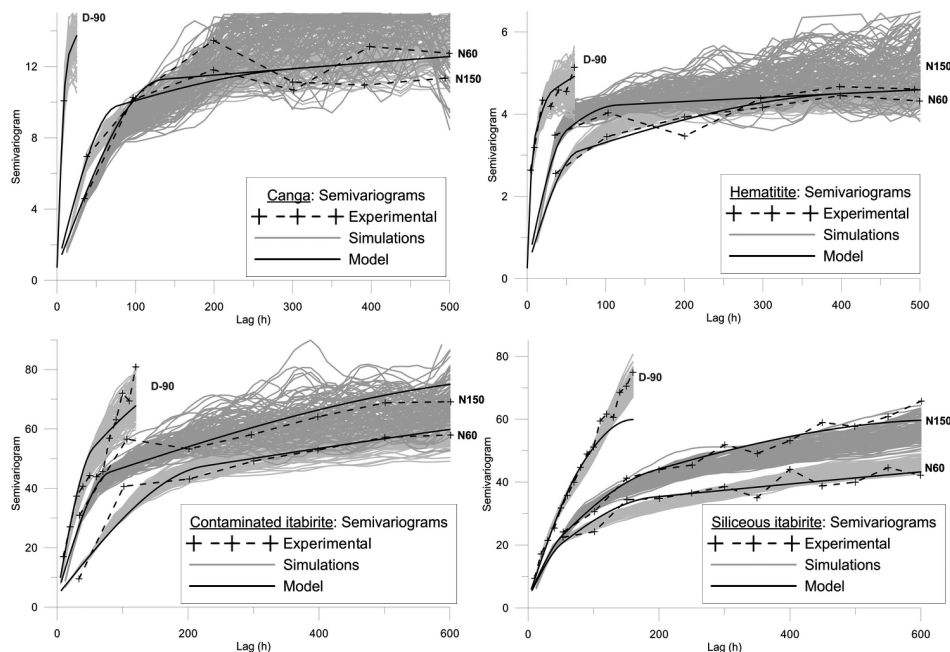 D-90
N60
N150
12
8
4
0
Semivariogram
0
100
200
300
400
500
Lag (h)
Canga: Semivariograms
Experimental
Simulations
Model
D-90
N150
N60
6
4
2
0
Semivariogram
0
100
200
300
400
500
Lag (h)
Hematitite: Semivariograms
Experimental
Simulations
Model
D-90
N150
N60
80
60
40
20
0
Semivariogram
0
200
400
600
Lag (h)
Contaminated itabirite: Semivariograms
Experimental
Simulations
Model
D-90
N150
N60
80
60
40
20
0
Semivariogram
0
200
400
600
Lag (h)
Siliceous itabirite: Semivariograms
Experimental
Simulations
Model